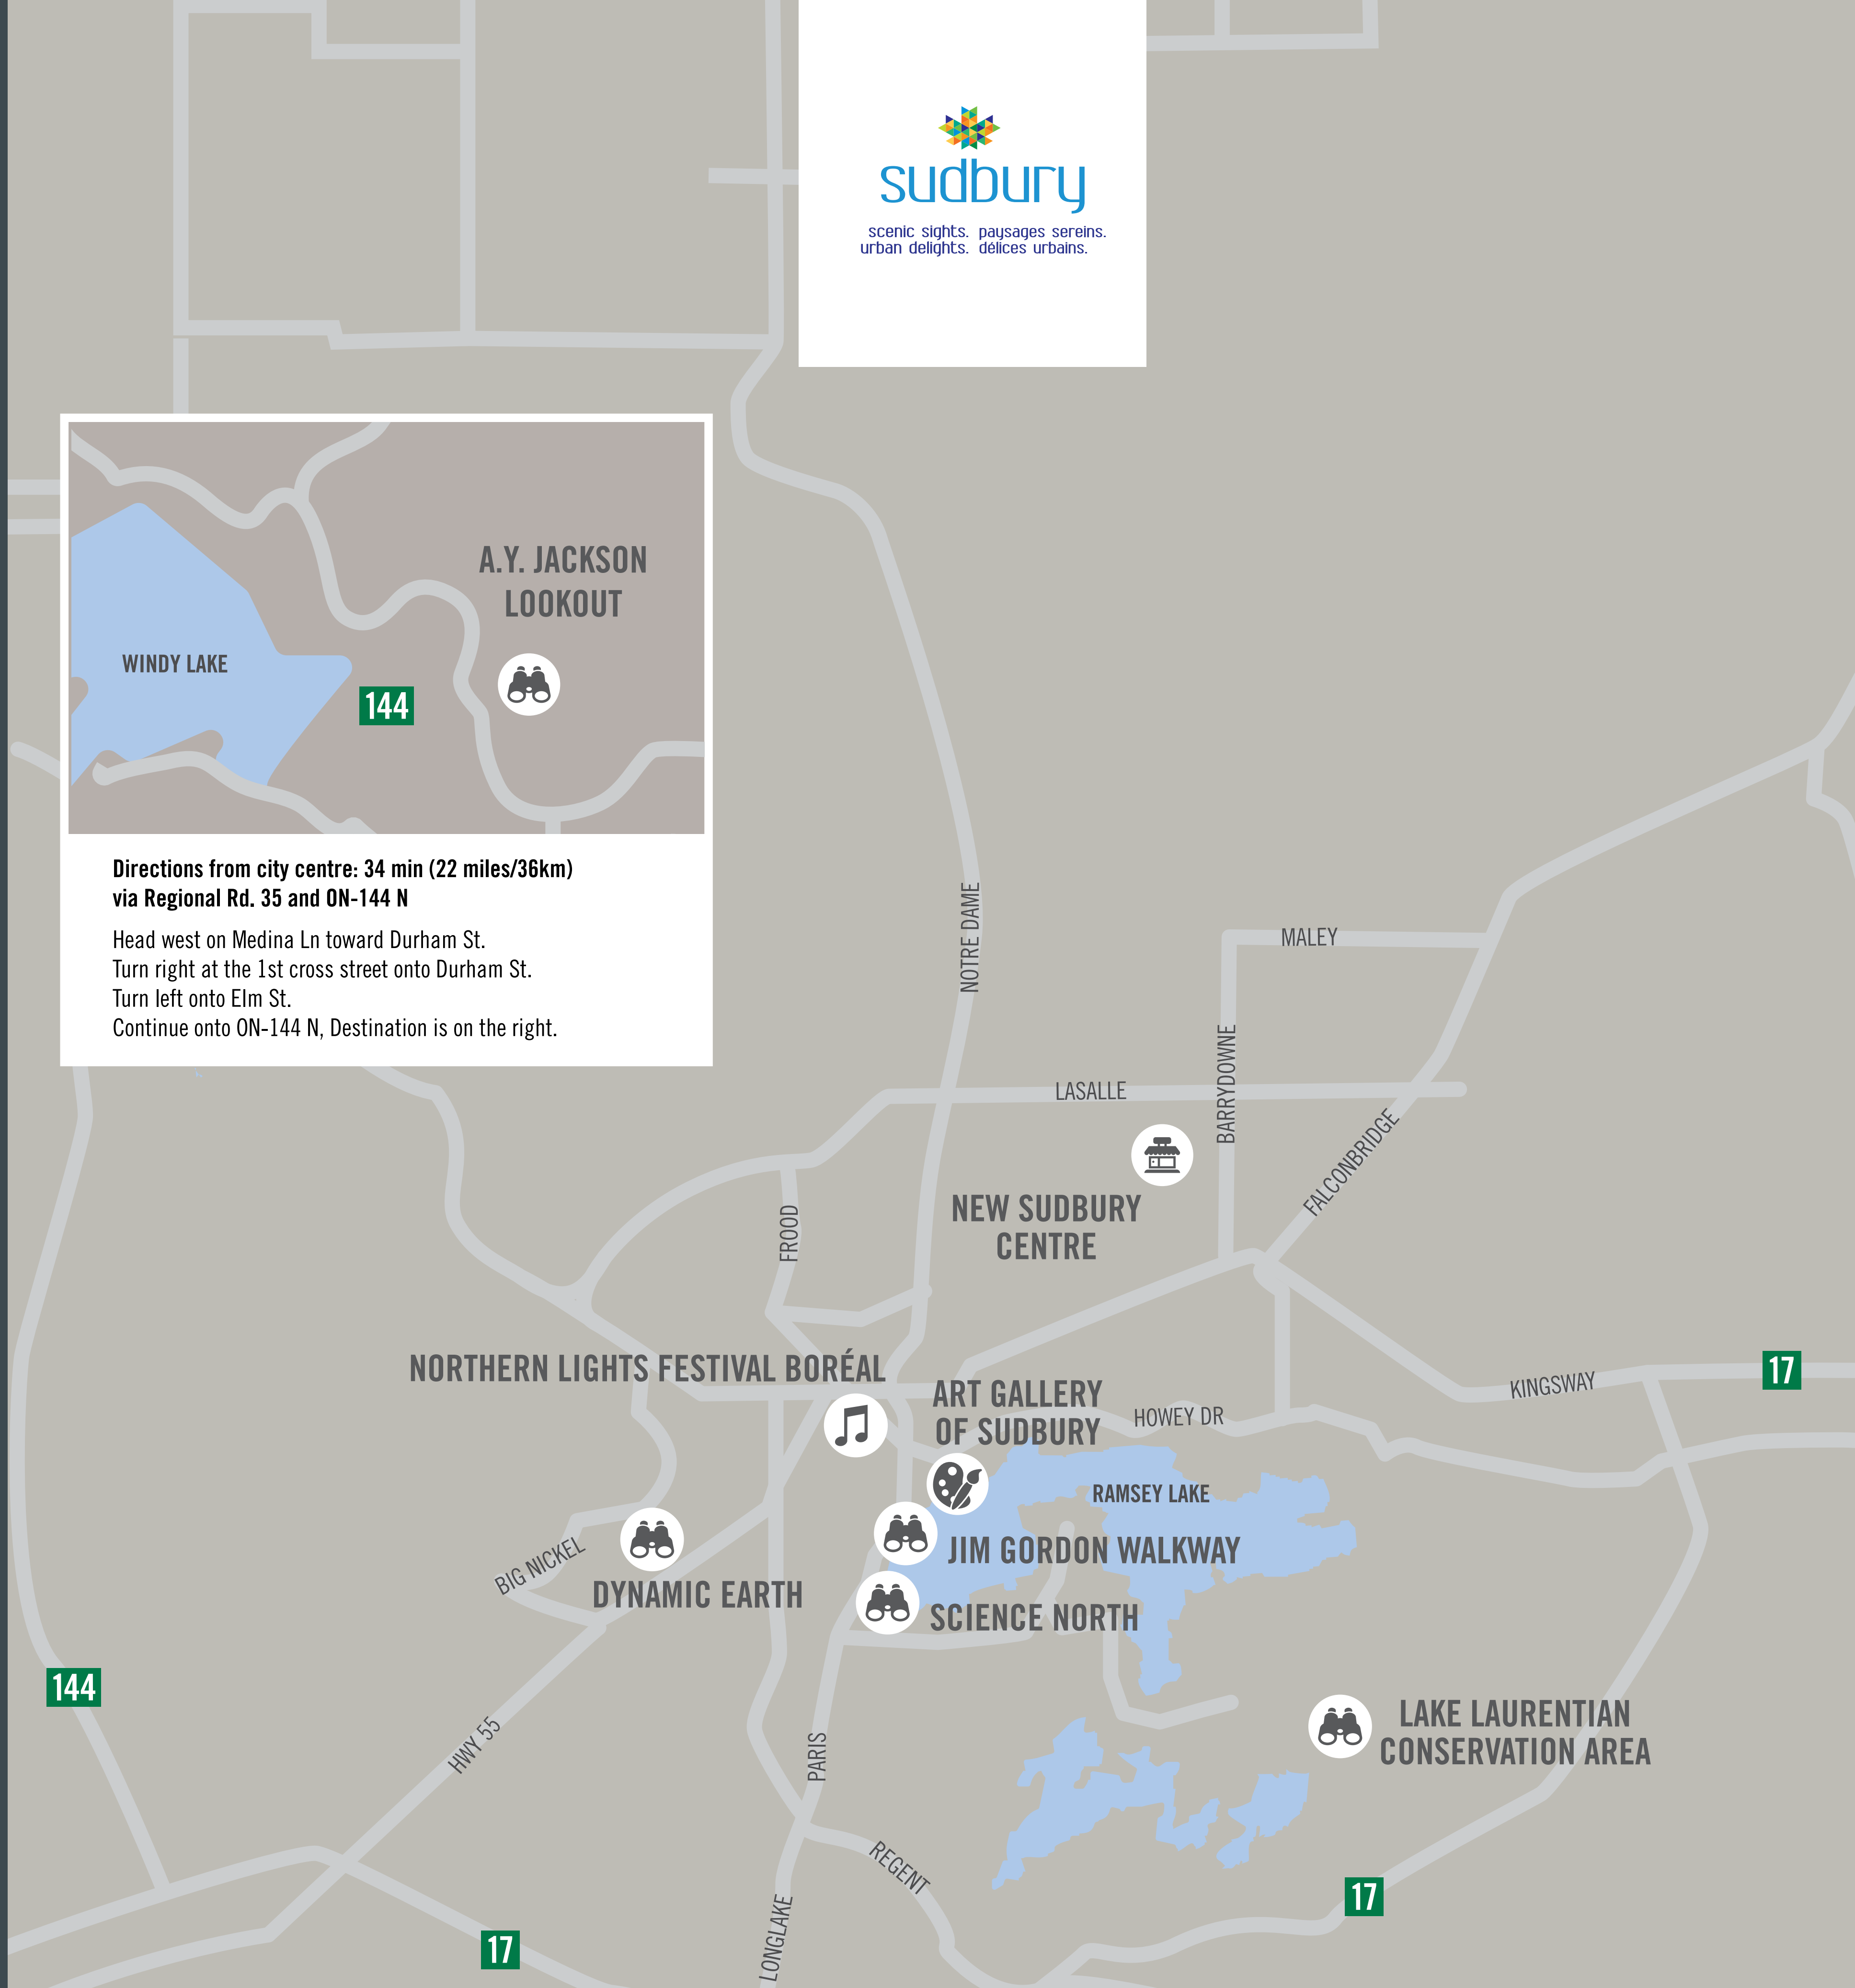 sudbury
scenic sights. paysages sereins.
urban delights. délices urbains.
A.Y. JACKSON
LOOKOUT
WINDY LAKE
144
Directions from city centre: 34 min (22 miles/36km)
via Regional Rd. 35 and ON-144 N
Head west on Medina Ln toward Durham St.
Turn right at the 1st cross street onto Durham St.
Turn left onto Elm St.
Continue onto ON-144 N, Destination is on the right.
NOTRE DAME
MALEY
BARRYDOWNE
LASALLE
FALCONBRIDGE
NEW SUDBURY
CENTRE
FROOD
NORTHERN LIGHTS FESTIVAL BORÉAL
17
KINGSWAY
ART GALLERY
OF SUDBURY
HOWEY DR
RAMSEY LAKE
JIM GORDON WALKWAY
BIG NICKEL
DYNAMIC EARTH
SCIENCE NORTH
144
LAKE LAURENTIAN
CONSERVATION AREA
HWY 55
PARIS
REGENT
17
LONGLAKE
17